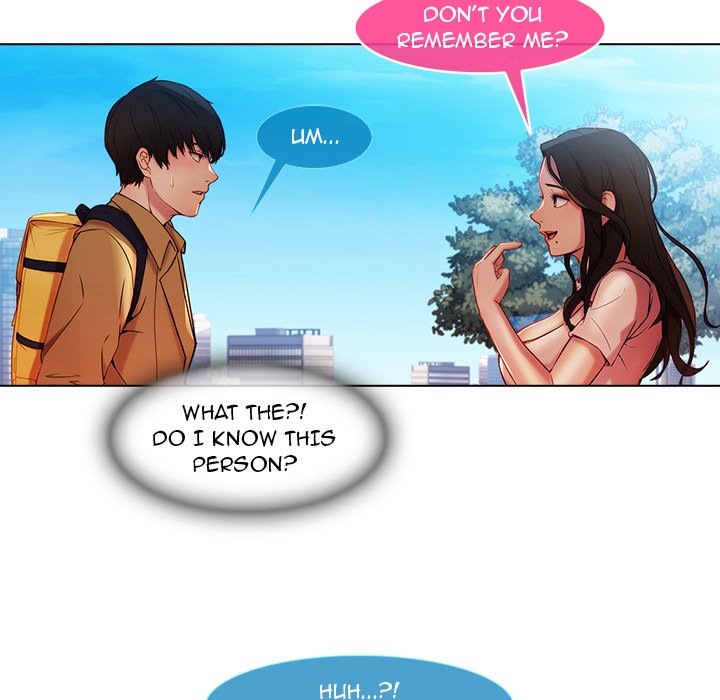 DON'T YOU
REMEMBER ME?
UM...
WHAT THE?!
DO I KNOW THIS
PERSON?
HUH...?!